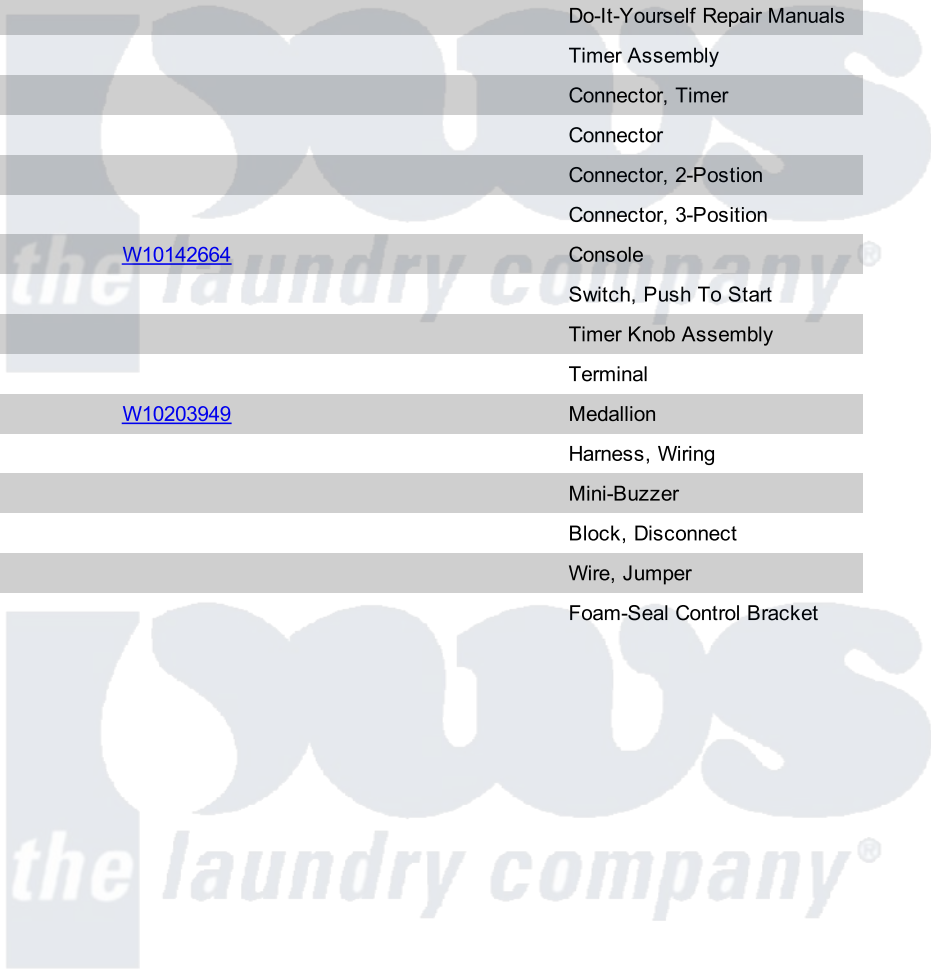 Do-It-Yourself Repair Manuals
Timer Assembly
Connector, Timer
Connector
Connector, 2-Postion
Connector, 3-Position
W10142664 Console
Switch, Push To Start
Timer Knob Assembly
Terminal
W10203949 Medallion
Harness, Wiring
Mini-Buzzer
Block, Disconnect
Wire, Jumper
Foam-Seal Control Bracket
pws
the laundry company®
pws
the laundry company®